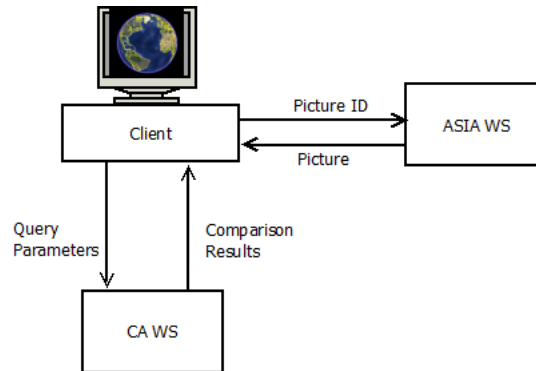 Picture ID
Client
ASIA WS
Picture
Query
Parameters
Comparison
Results
CA WS